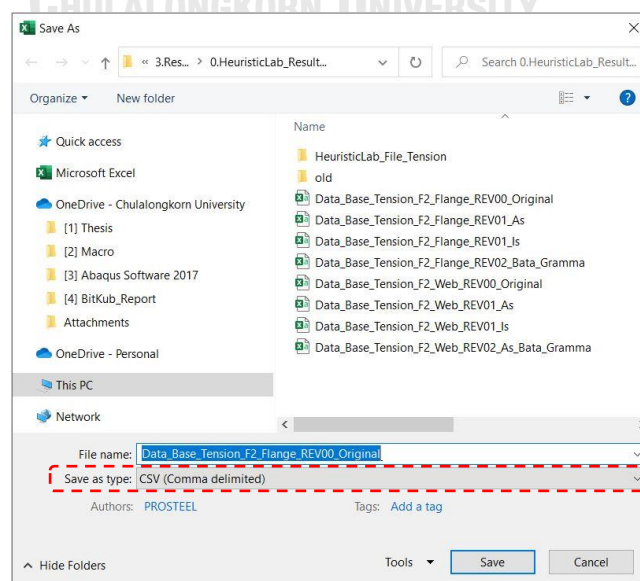 CHULALONGKORN UNIVERSITY
Save As
« 3.Res... > 0.HeuristicLab_Result...
Search 0.HeuristicLab_Result...
Organize
New folder
Quick access
Microsoft Excel
OneDrive - Chulalongkorn University
[1] Thesis
[2] Macro
[3] Abaqus Software 2017
[4] BitKub_Report
Attachments
OneDrive - Personal
This PC
Network
Name
HeuristicLab_File_Tension
old
Data_Base_Tension_F2_Flange_REV00_Original
Data_Base_Tension_F2_Flange_REV01_As
Data_Base_Tension_F2_Flange_REV01_Is
Data_Base_Tension_F2_Flange_REV02_Bata_Gramma
Data_Base_Tension_F2_Web_REV00_Original
Data_Base_Tension_F2_Web_REV01_As
Data_Base_Tension_F2_Web_REV01_Is
Data_Base_Tension_F2_Web_REV02_As_Bata_Gramma
File name: Data_Base_Tension_F2_Flange_REV00_Original
Save as type: CSV (Comma delimited)
Authors: PROSTEEL
Tags: Add a tag
Hide Folders
Tools
Save
Cancel